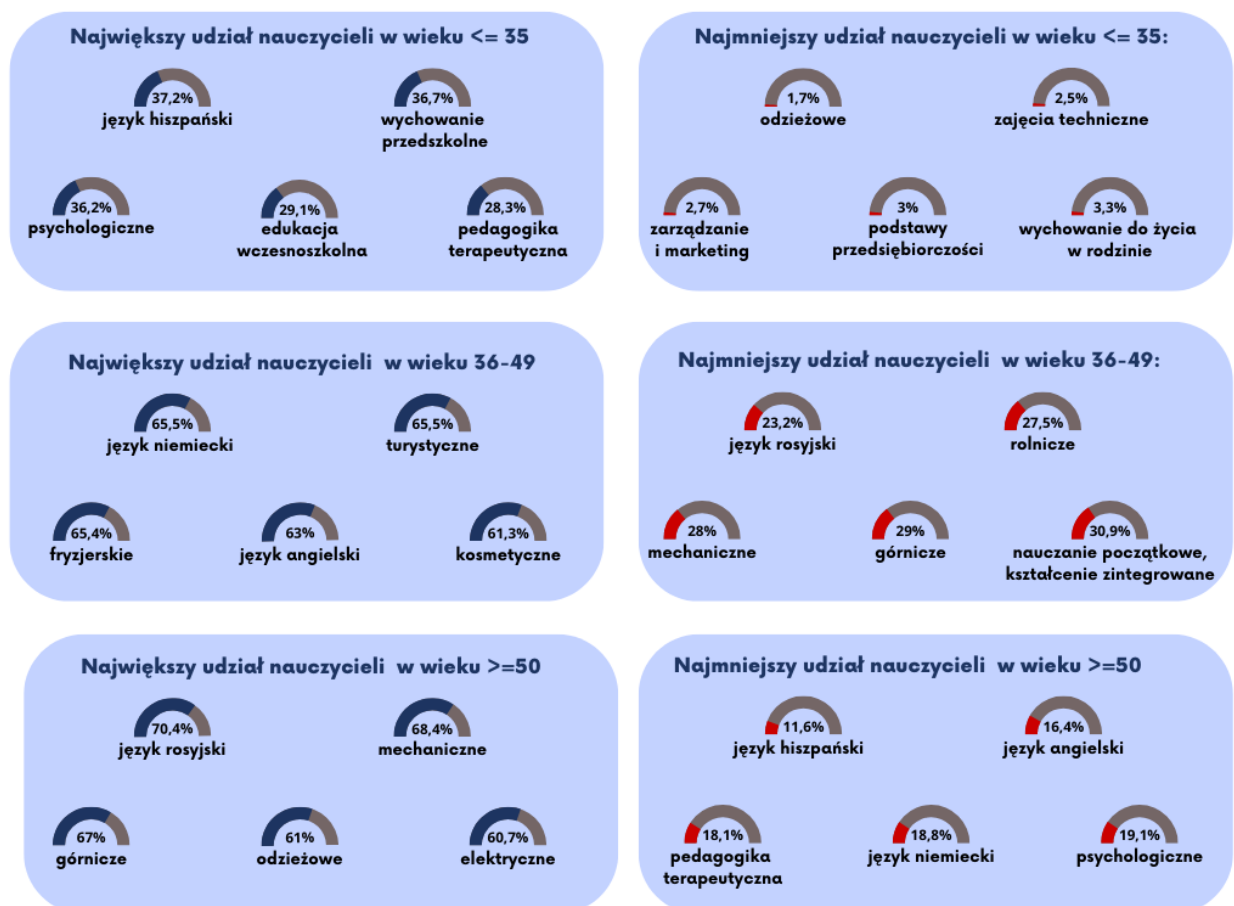 Największy udział nauczycieli w wieku <= 35
37,2%
język hiszpański
36,7%
wychowanie
przedszkolne
36,2%
psychologiczne
29,1%
edukacja
wczesnoszkolna
28,3%
pedagogika
terapeutyczna
Najmniejszy udział nauczycieli w wieku <= 35:
1,7%
odzieżowe
2,5%
zajęcia techniczne
2,7%
zarządzanie
i marketing
3%
podstawy
przedsiębiorczości
3,3%
wychowanie do życia
w rodzinie
Największy udział nauczycieli w wieku 36-49
65,5%
język niemiecki
65,5%
turystyczne
65,4%
fryzjerskie
63%
język angielski
61,3%
kosmetyczne
Najmniejszy udział nauczycieli w wieku 36-49:
23,2%
język rosyjski
27,5%
rolnicze
28%
mechaniczne
29%
górnicze
30,9%
nauczanie początkowe,
kształcenie zintegrowane
Największy udział nauczycieli w wieku >=50
70,4%
język rosyjski
68,4%
mechaniczne
67%
górnicze
61%
odzieżowe
60,7%
elektryczne
Najmniejszy udział nauczycieli w wieku >=50
11,6%
język hiszpański
16,4%
język angielski
18,1%
pedagogika
terapeutyczna
18,8%
język niemiecki
19,1%
psychologiczne